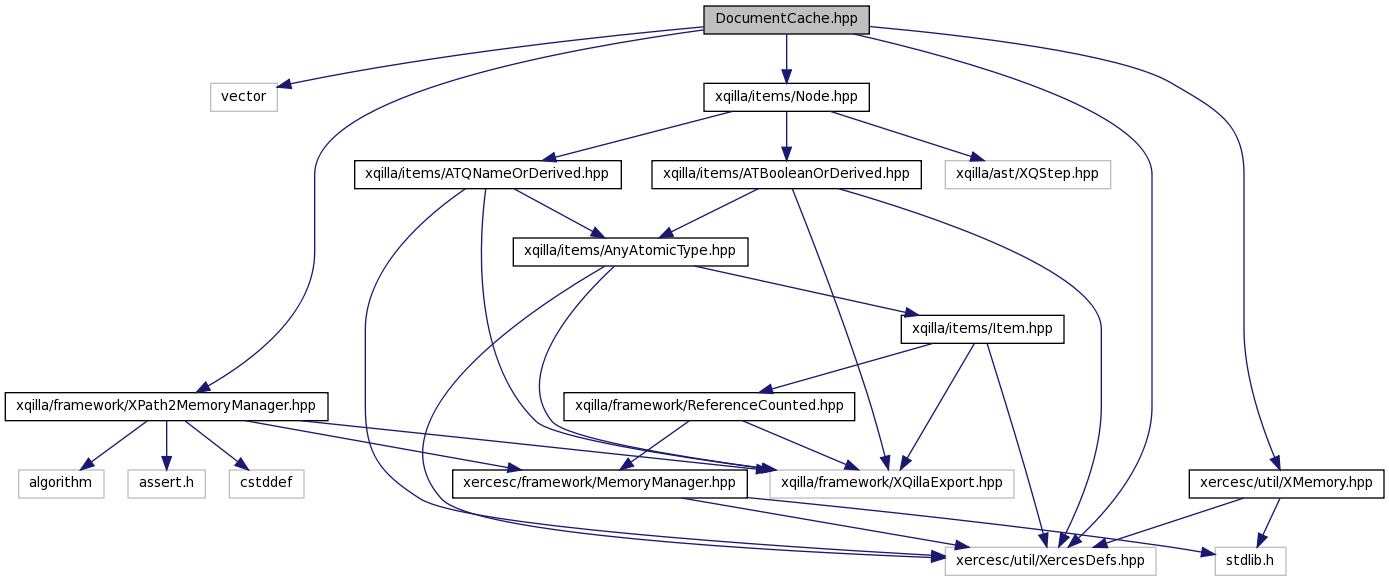 DocumentCache.hpp
vector
xqilla/items/Node.hpp
xqilla/items/ATQNameOrDerived.hpp
xqilla/items/ATBooleanOrDerived.hpp
xqilla/ast/XQStep.hpp
xqilla/items/AnyAtomicType.hpp
xqilla/items/Item.hpp
xqilla/framework/XPath2MemoryManager.hpp
xqilla/framework/ReferenceCounted.hpp
algorithm
assert.h
cstddef
xercesc/framework/MemoryManager.hpp
xqilla/framework/XQillaExport.hpp
xercesc/util/XMemory.hpp
xercesc/util/XercesDefs.hpp
stdlib.h